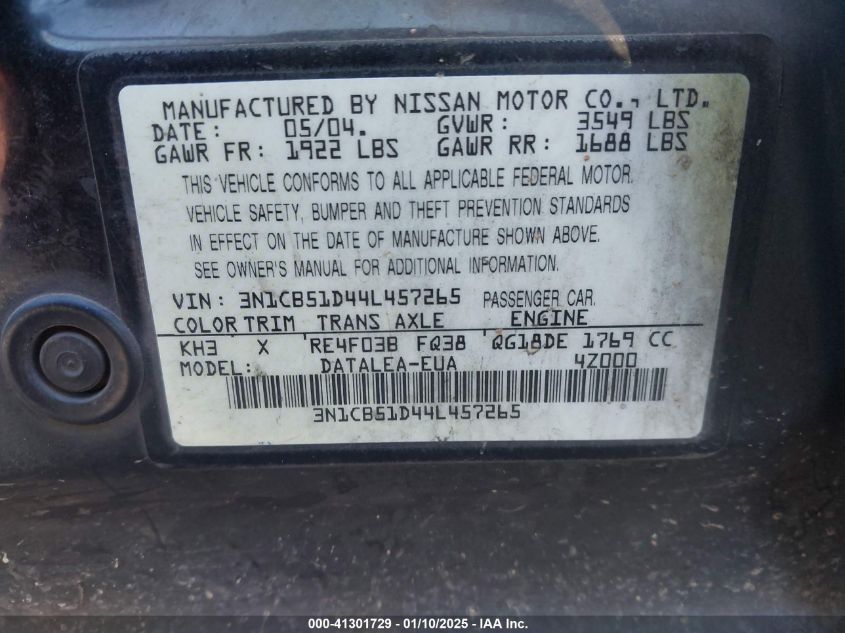 MANUFACTURED BY NISSAN MOTOR CO., LTD.
DATE: 05/04. GVWR: 3549 LBS
GAWR FR: 1922 LBS GAWR RR: 1688 LBS
THIS VEHICLE CONFORMS TO ALL APPLICABLE FEDERAL MOTOR
VEHICLE SAFETY, BUMPER AND THEFT PREVENTION STANDARDS
IN EFFECT ON THE DATE OF MANUFACTURE SHOWN ABOVE.
SEE OWNER'S MANUAL FOR ADDITIONAL INFORMATION.
VIN: 3N1CB51D44L457265 PASSENGER CAR.
COLOR TRIM TRANS AXLE ENGINE
KH3 X RE4F03B FQ38 QG18DE 1769 CC
MODEL: DATALEA-EUA 4Z000
3N1CB51D44L457265
000-41301729 — 01/10/2025 — IAA Inc.